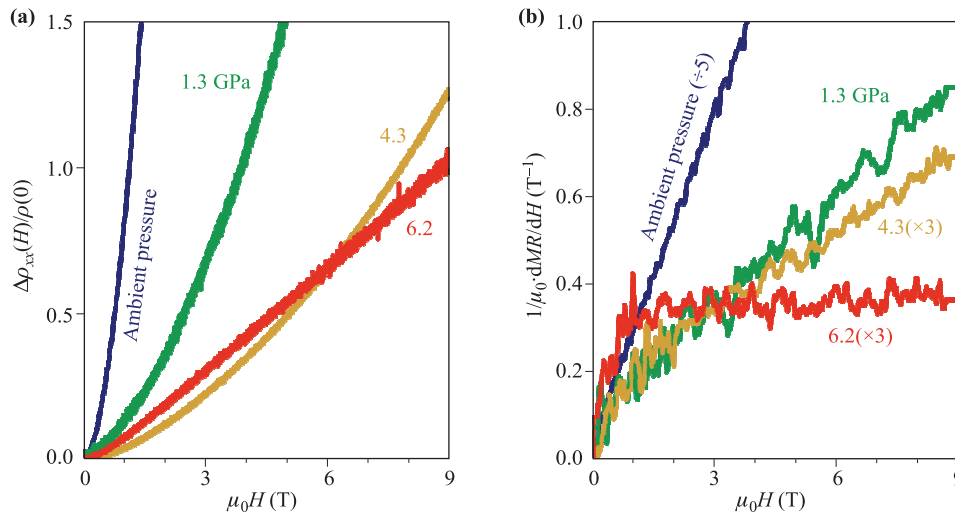 (a)
1.5
1.0
0.5
0.0
Δρxx(H)/ρ(0)
Ambient pressure
1.3 GPa
4.3
6.2
0
3
6
9
μ0H (T)
(b)
1.0
0.8
0.6
0.4
0.2
0.0
1/μ0dMR/dH (T−1)
Ambient pressure (÷5)
1.3 GPa
4.3(×3)
6.2(×3)
0
3
6
9
μ0H (T)